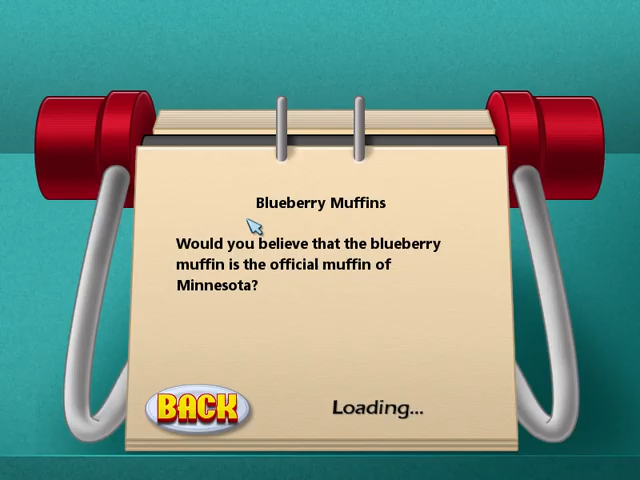 Blueberry Muffins
Would you believe that the blueberry
muffin is the official muffin of
Minnesota?
BACK
Loading...